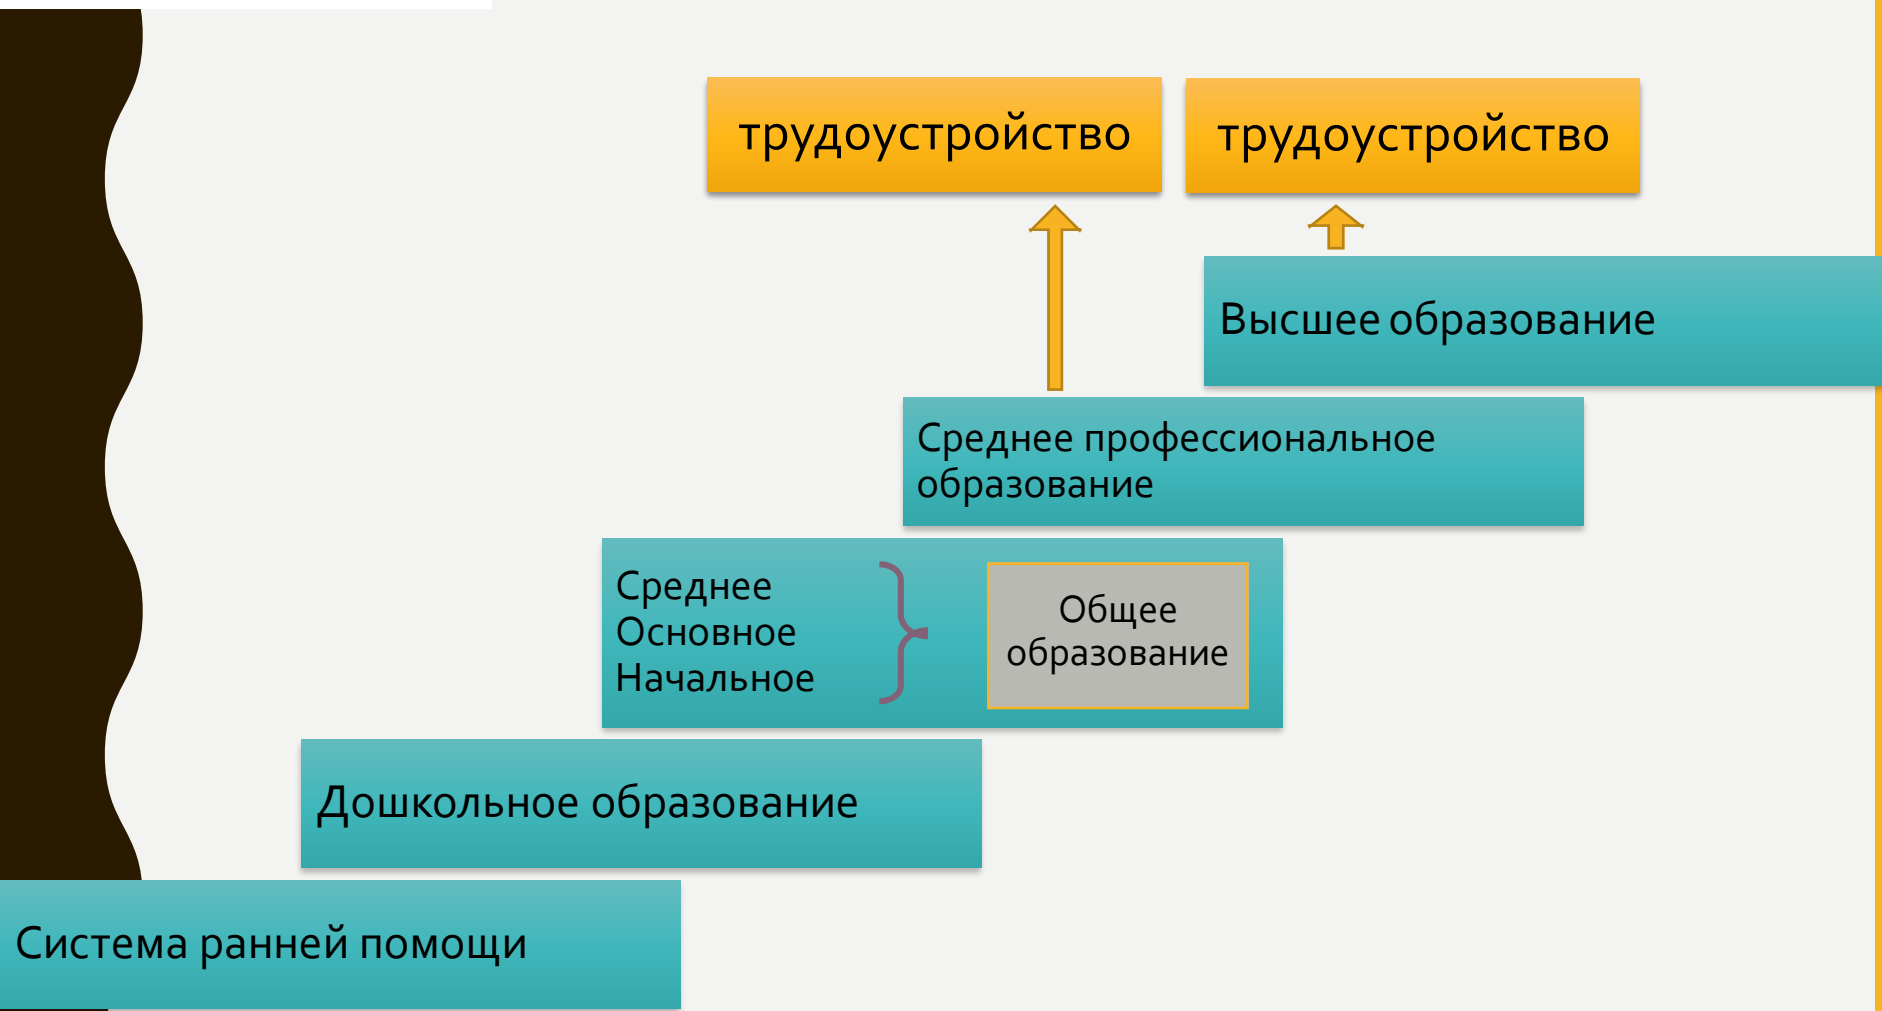 трудоустройство
трудоустройство
Высшее образование
Среднее профессиональное
образование
Среднее
Основное
Начальное
Общее
образование
Дошкольное образование
Система ранней помощи